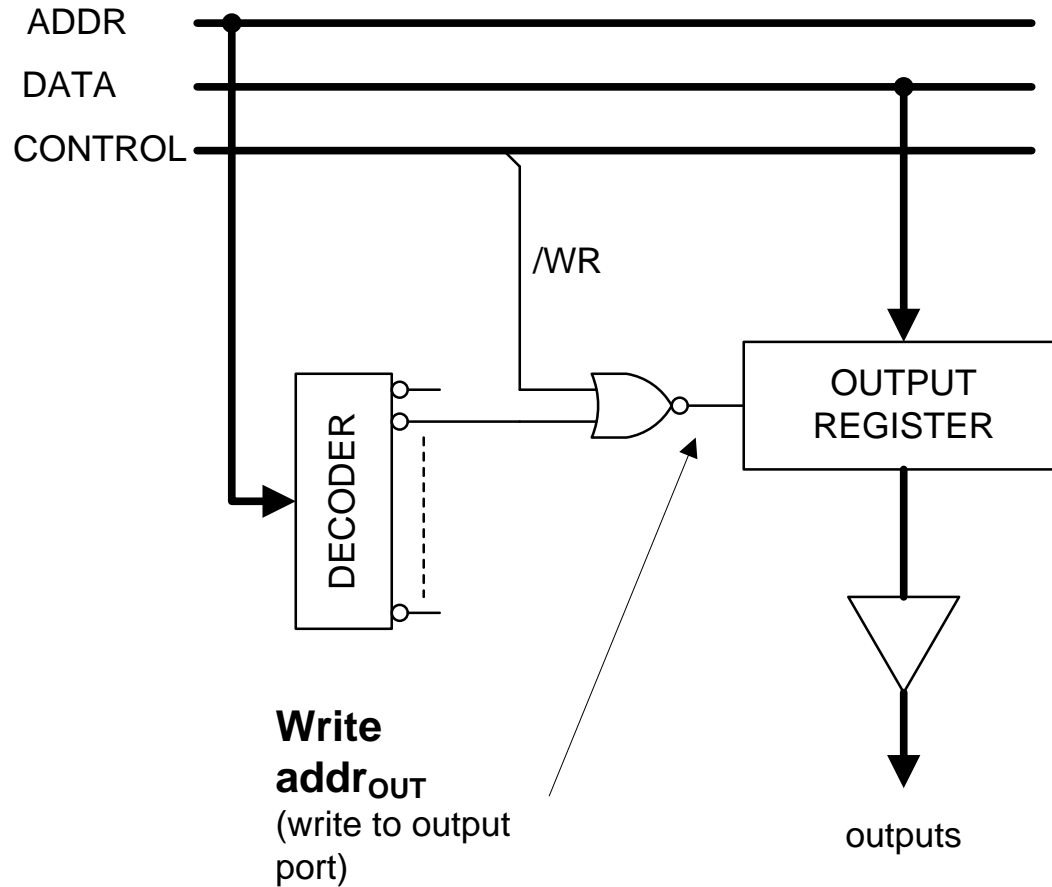 ADDR
DATA
CONTROL
/WR
OUTPUT
REGISTER
DECODER
Write
addrOUT
(write to output
port)
outputs